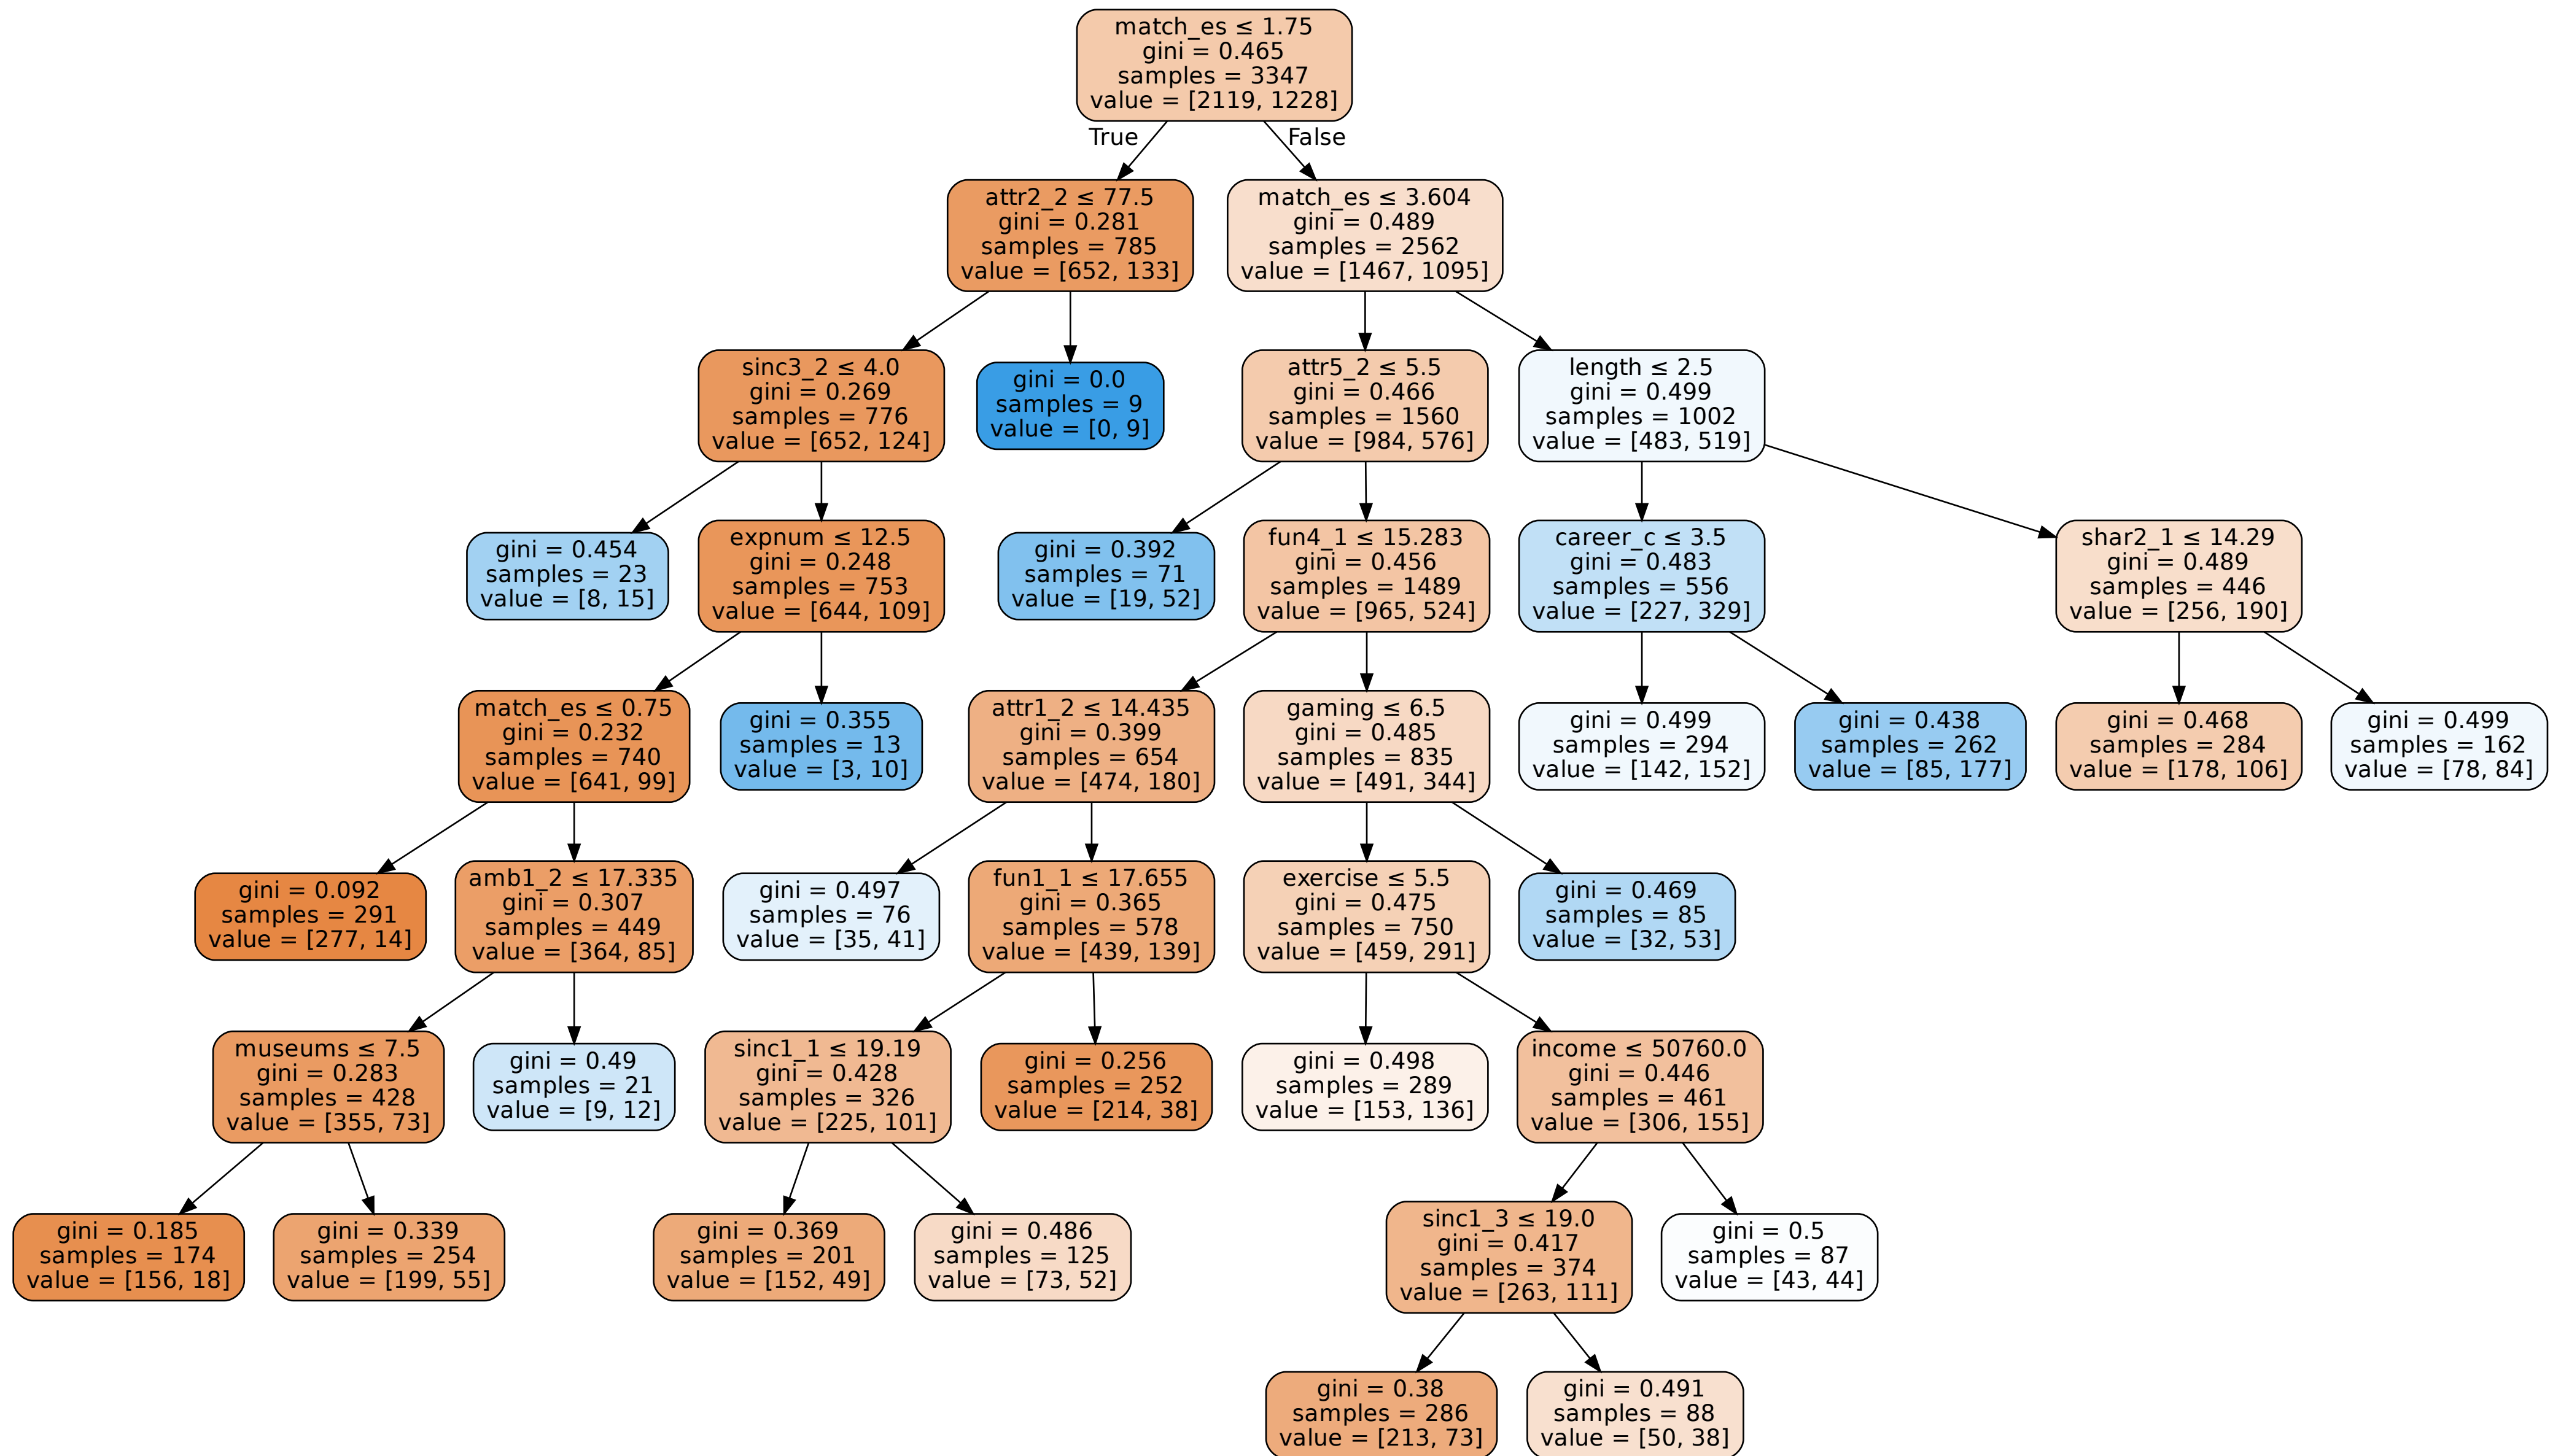 match_es ≤ 1.75
gini = 0.465
samples = 3347
value = [2119, 1228]
True
False
attr2_2 ≤ 77.5
gini = 0.281
samples = 785
value = [652, 133]
match_es ≤ 3.604
gini = 0.489
samples = 2562
value = [1467, 1095]
sinc3_2 ≤ 4.0
gini = 0.269
samples = 776
value = [652, 124]
gini = 0.0
samples = 9
value = [0, 9]
attr5_2 ≤ 5.5
gini = 0.466
samples = 1560
value = [984, 576]
length ≤ 2.5
gini = 0.499
samples = 1002
value = [483, 519]
gini = 0.454
samples = 23
value = [8, 15]
expnum ≤ 12.5
gini = 0.248
samples = 753
value = [644, 109]
gini = 0.392
samples = 71
value = [19, 52]
fun4_1 ≤ 15.283
gini = 0.456
samples = 1489
value = [965, 524]
career_c ≤ 3.5
gini = 0.483
samples = 556
value = [227, 329]
shar2_1 ≤ 14.29
gini = 0.489
samples = 446
value = [256, 190]
match_es ≤ 0.75
gini = 0.232
samples = 740
value = [641, 99]
gini = 0.355
samples = 13
value = [3, 10]
attr1_2 ≤ 14.435
gini = 0.399
samples = 654
value = [474, 180]
gaming ≤ 6.5
gini = 0.485
samples = 835
value = [491, 344]
gini = 0.499
samples = 294
value = [142, 152]
gini = 0.438
samples = 262
value = [85, 177]
gini = 0.468
samples = 284
value = [178, 106]
gini = 0.499
samples = 162
value = [78, 84]
gini = 0.092
samples = 291
value = [277, 14]
amb1_2 ≤ 17.335
gini = 0.307
samples = 449
value = [364, 85]
gini = 0.497
samples = 76
value = [35, 41]
fun1_1 ≤ 17.655
gini = 0.365
samples = 578
value = [439, 139]
exercise ≤ 5.5
gini = 0.475
samples = 750
value = [459, 291]
gini = 0.469
samples = 85
value = [32, 53]
museums ≤ 7.5
gini = 0.283
samples = 428
value = [355, 73]
gini = 0.49
samples = 21
value = [9, 12]
sinc1_1 ≤ 19.19
gini = 0.428
samples = 326
value = [225, 101]
gini = 0.256
samples = 252
value = [214, 38]
gini = 0.498
samples = 289
value = [153, 136]
income ≤ 50760.0
gini = 0.446
samples = 461
value = [306, 155]
gini = 0.185
samples = 174
value = [156, 18]
gini = 0.339
samples = 254
value = [199, 55]
gini = 0.369
samples = 201
value = [152, 49]
gini = 0.486
samples = 125
value = [73, 52]
sinc1_3 ≤ 19.0
gini = 0.417
samples = 374
value = [263, 111]
gini = 0.5
samples = 87
value = [43, 44]
gini = 0.38
samples = 286
value = [213, 73]
gini = 0.491
samples = 88
value = [50, 38]